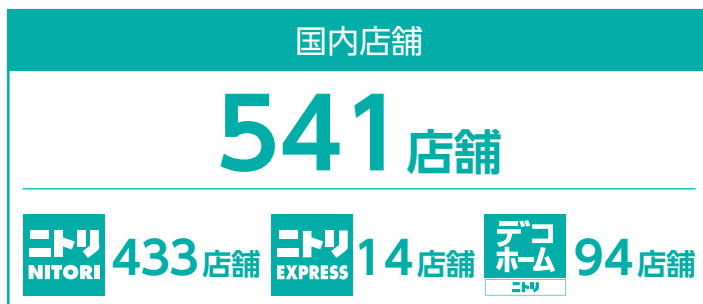 国内店舗
541店舗
ニトリ
NITORI
433店舗
ニトリ
EXPRESS
14店舗
デコ
ホーム
ニトリ
94店舗